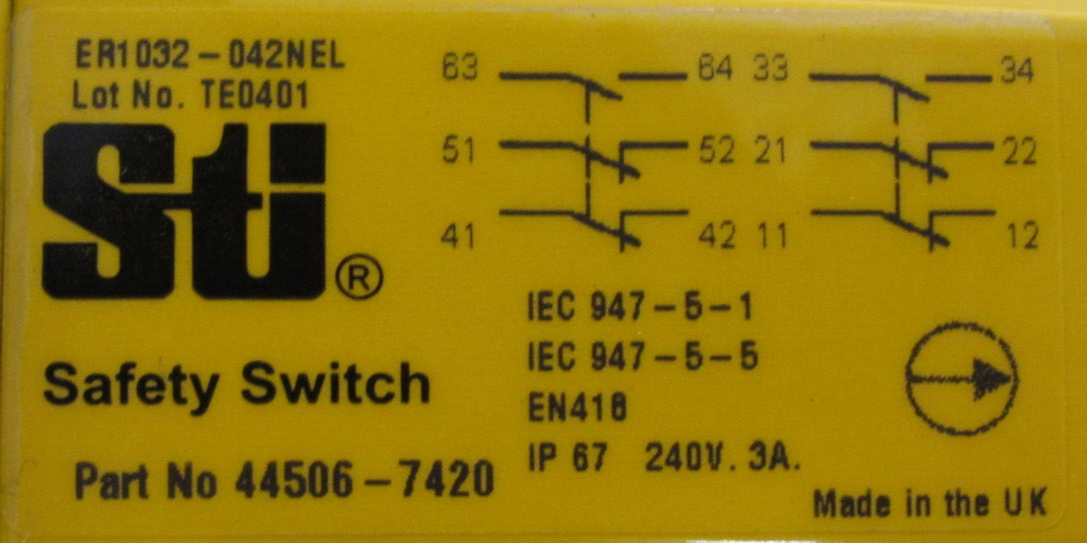 ER1032-042NEL
Lot No. TE0401
Sti®
Safety Switch
Part No 44506-7420
63 64 33 34
51 52 21 22
41 42 11 12
IEC 947-5-1
IEC 947-5-5
EN418
IP 67 240V. 3A.
Made in the UK